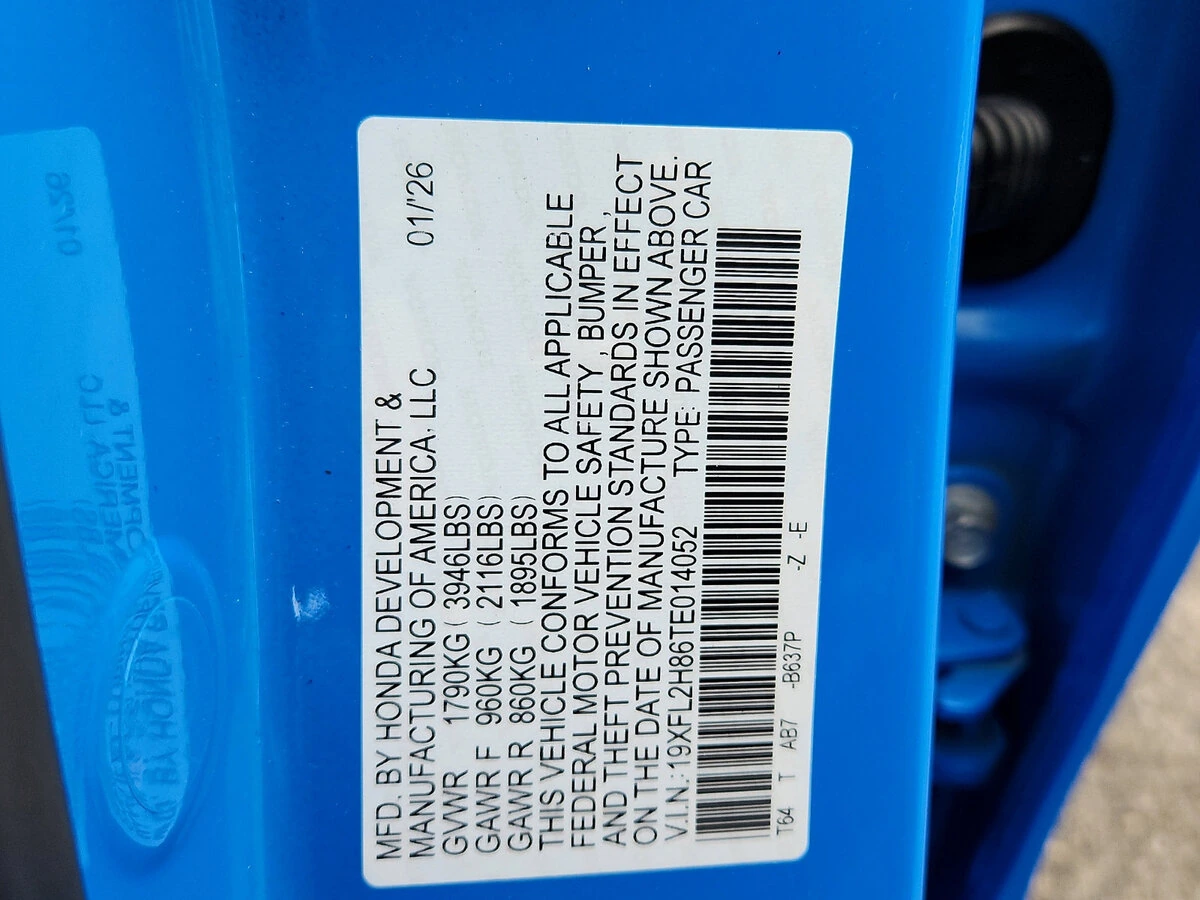 MFD. BY HONDA DEVELOPMENT &
MANUFACTURING OF AMERICA, LLC 01/'26
GVWR 1790KG ( 3946LBS)
GAWR F 960KG ( 2116LBS)
GAWR R 860KG ( 1895LBS)
THIS VEHICLE CONFORMS TO ALL APPLICABLE
FEDERAL MOTOR VEHICLE SAFETY , BUMPER,
AND THEFT PREVENTION STANDARDS IN EFFECT
ON THE DATE OF MANUFACTURE SHOWN ABOVE.
V.I.N.:19XFL2H86TE014052 TYPE: PASSENGER CAR
T64 T AB7 -B637P -Z -E